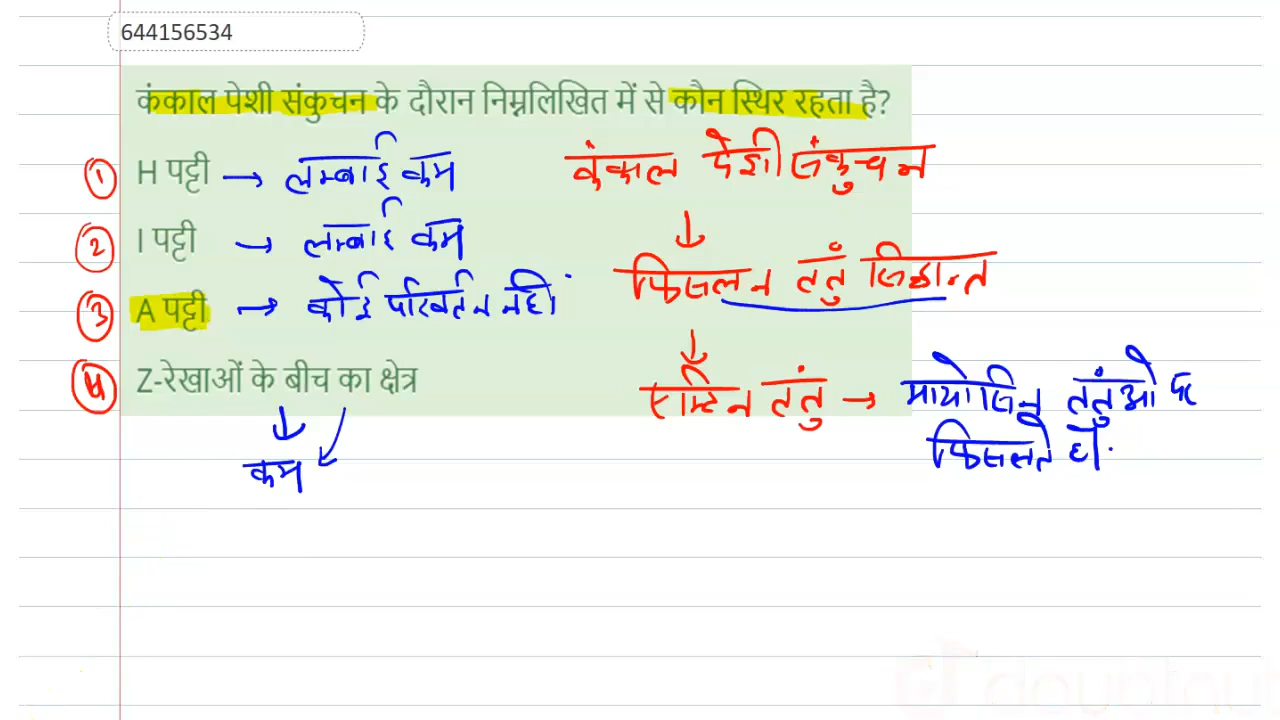 644156534
कंकाल पेशी संकुचन के दौरान निम्नलिखित में से कौन स्थिर रहता है?
① H पट्टी → लम्बाई कम
② I पट्टी → लम्बाई कम
③ A पट्टी → कोई परिवर्तन नहीं
④ Z-रेखाओं के बीच का क्षेत्र
↓
कम
कंकाल पेशी संकुचन
↓
फिसलन तंतु सिद्धान्त
↓
एक्टिन तंतु → मायोसिन तंतुओ पर
फिसलते है।
doubtnut